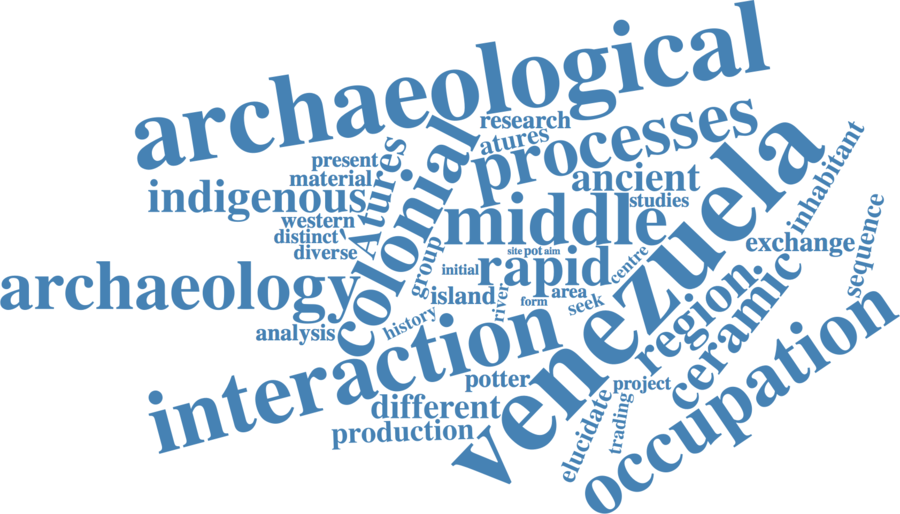 archaeological
research
atures
processes
present
Atures
colonial
material
ancient
indigenous
studies
venezuela
inhabitant
western
middle
distinct`
diverse
group
site
pot
aim
exchange
sequence
initial
rapid
centre
archaeology
island
river
area
form
seek
region
ceramic
analysis
history
interaction
potter
project
different
elucidate
trading
production
occupation